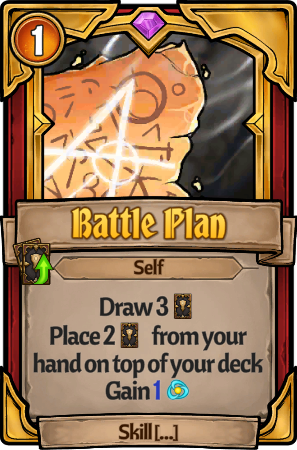 1
Battle Plan
Self
Draw 3
Place 2 from your
hand on top of your deck
Gain 1
Skill[...]